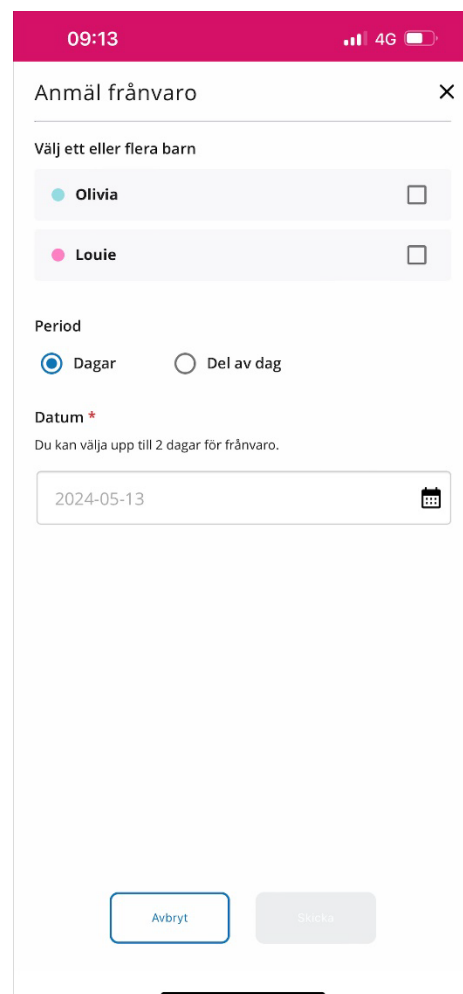 09:13
4G
Anmäl frånvaro
Välj ett eller flera barn
Olivia
Louie
Period
Dagar Del av dag
Datum *
Du kan välja upp till 2 dagar för frånvaro.
2024-05-13
Avbryt Skicka